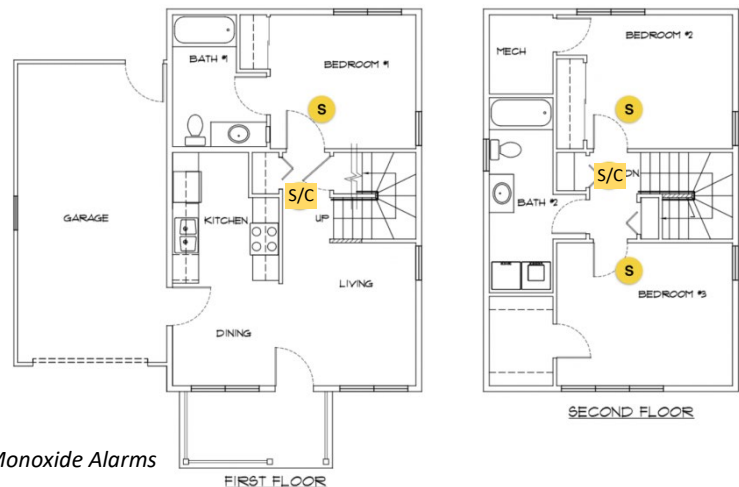 BATH #1
BEDROOM #1
S
S/C
GARAGE
KITCHEN
UP
LIVING
DINING
FIRST FLOOR
MECH
BEDROOM #2
S
S/C
BATH #2
S
BEDROOM #3
SECOND FLOOR
Monoxide Alarms